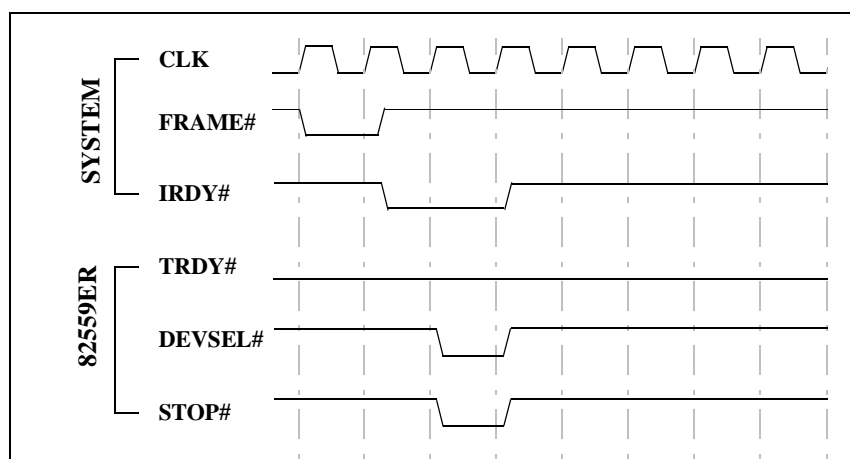 SYSTEM
CLK
FRAME#
IRDY#
82559ER
TRDY#
DEVSEL#
STOP#